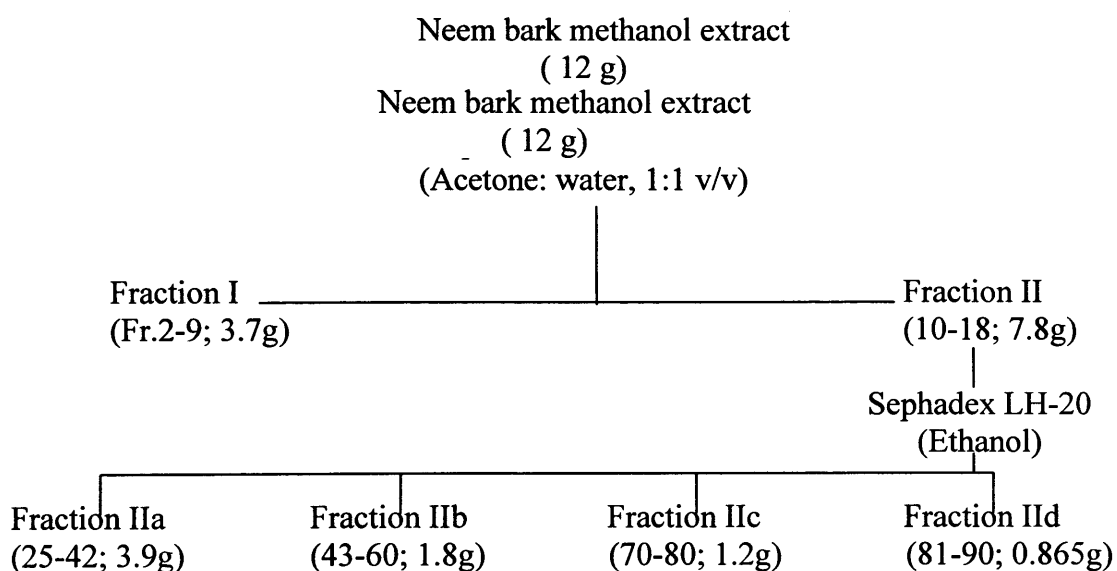 Neem bark methanol extract
( 12 g)
Neem bark methanol extract
( 12 g)
(Acetone: water, 1:1 v/v)
Fraction I
(Fr.2-9; 3.7g)
Fraction II
(10-18; 7.8g)
Sephadex LH-20
(Ethanol)
Fraction IIa
(25-42; 3.9g)
Fraction IIb
(43-60; 1.8g)
Fraction IIc
(70-80; 1.2g)
Fraction IId
(81-90; 0.865g)